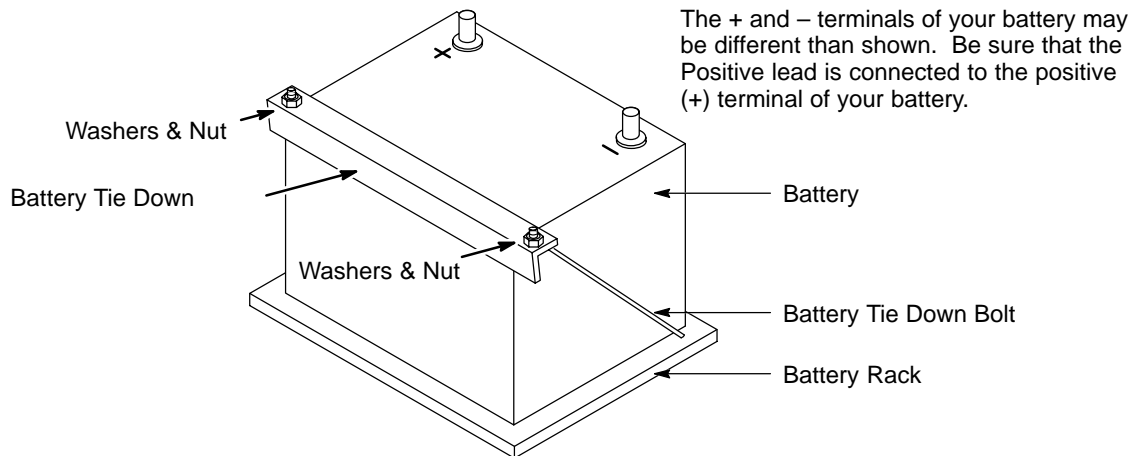 The + and – terminals of your battery may
be different than shown.  Be sure that the
Positive lead is connected to the positive
(+) terminal of your battery.
+
–
Washers & Nut
Battery Tie Down
Washers & Nut
Battery
Battery Tie Down Bolt
Battery Rack